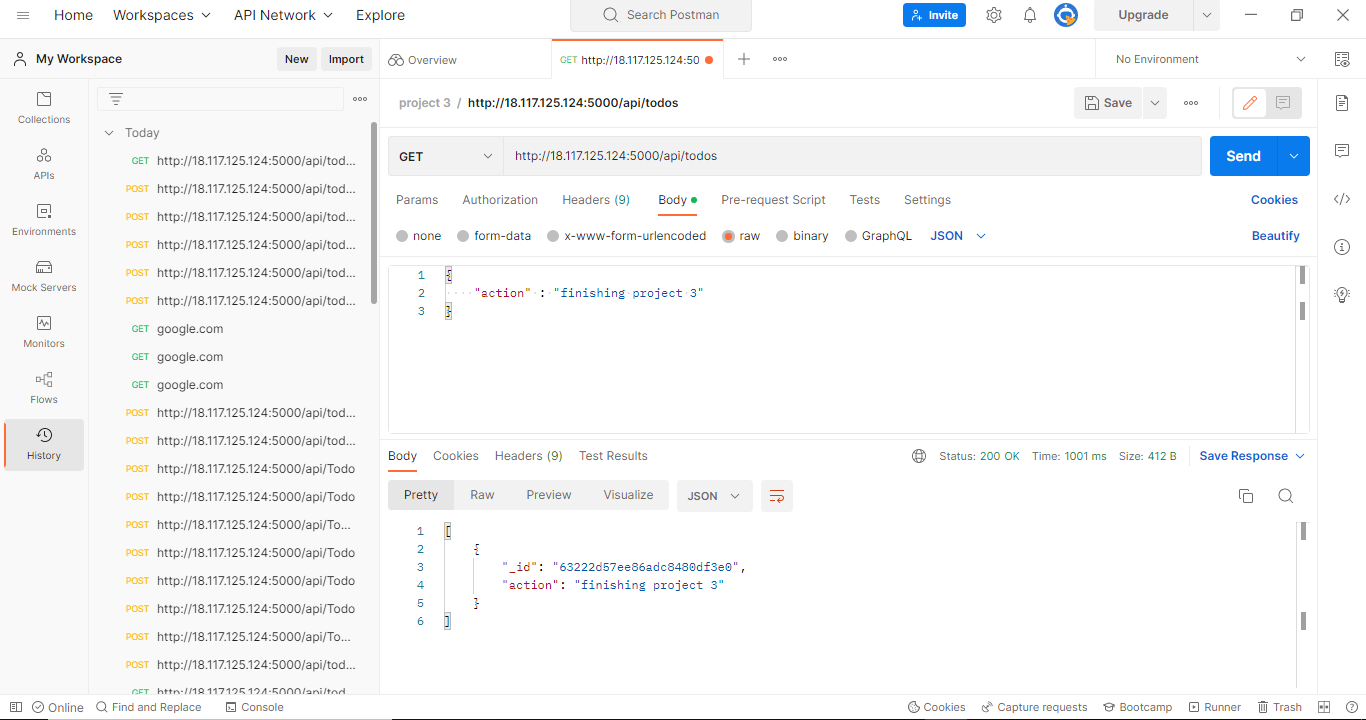 Home Workspaces API Network Explore Search Postman Invite Upgrade
My Workspace New Import Overview GET http://18.117.125.124:50 No Environment
Collections
APIs
Environments
Mock Servers
Monitors
Flows
History
Today
GET http://18.117.125.124:5000/api/tod...
POST http://18.117.125.124:5000/api/tod...
POST http://18.117.125.124:5000/api/tod...
POST http://18.117.125.124:5000/api/tod...
POST http://18.117.125.124:5000/api/tod...
POST http://18.117.125.124:5000/api/tod...
GET google.com
GET google.com
GET google.com
POST http://18.117.125.124:5000/api/tod...
POST http://18.117.125.124:5000/api/tod...
POST http://18.117.125.124:5000/api/Todo
POST http://18.117.125.124:5000/api/Todo
POST http://18.117.125.124:5000/api/To...
POST http://18.117.125.124:5000/api/Todo
POST http://18.117.125.124:5000/api/Todo
POST http://18.117.125.124:5000/api/Todo
POST http://18.117.125.124:5000/api/To...
POST http://18.117.125.124:5000/api/tod...
GET http://18.117.125.124:5000/api/tod...
project 3 / http://18.117.125.124:5000/api/todos Save
GET http://18.117.125.124:5000/api/todos Send
Params Authorization Headers (9) Body Pre-request Script Tests Settings Cookies
none form-data x-www-form-urlencoded raw binary GraphQL JSON Beautify
1 {
2 "action" : "finishing project 3"
3 }
Body Cookies Headers (9) Test Results Status: 200 OK Time: 1001 ms Size: 412 B Save Response
Pretty Raw Preview Visualize JSON
1 [
2 {
3 "_id": "63222d57ee86adc8480df3e0",
4 "action": "finishing project 3"
5 }
6 ]
Online Find and Replace Console Cookies Capture requests Bootcamp Runner Trash